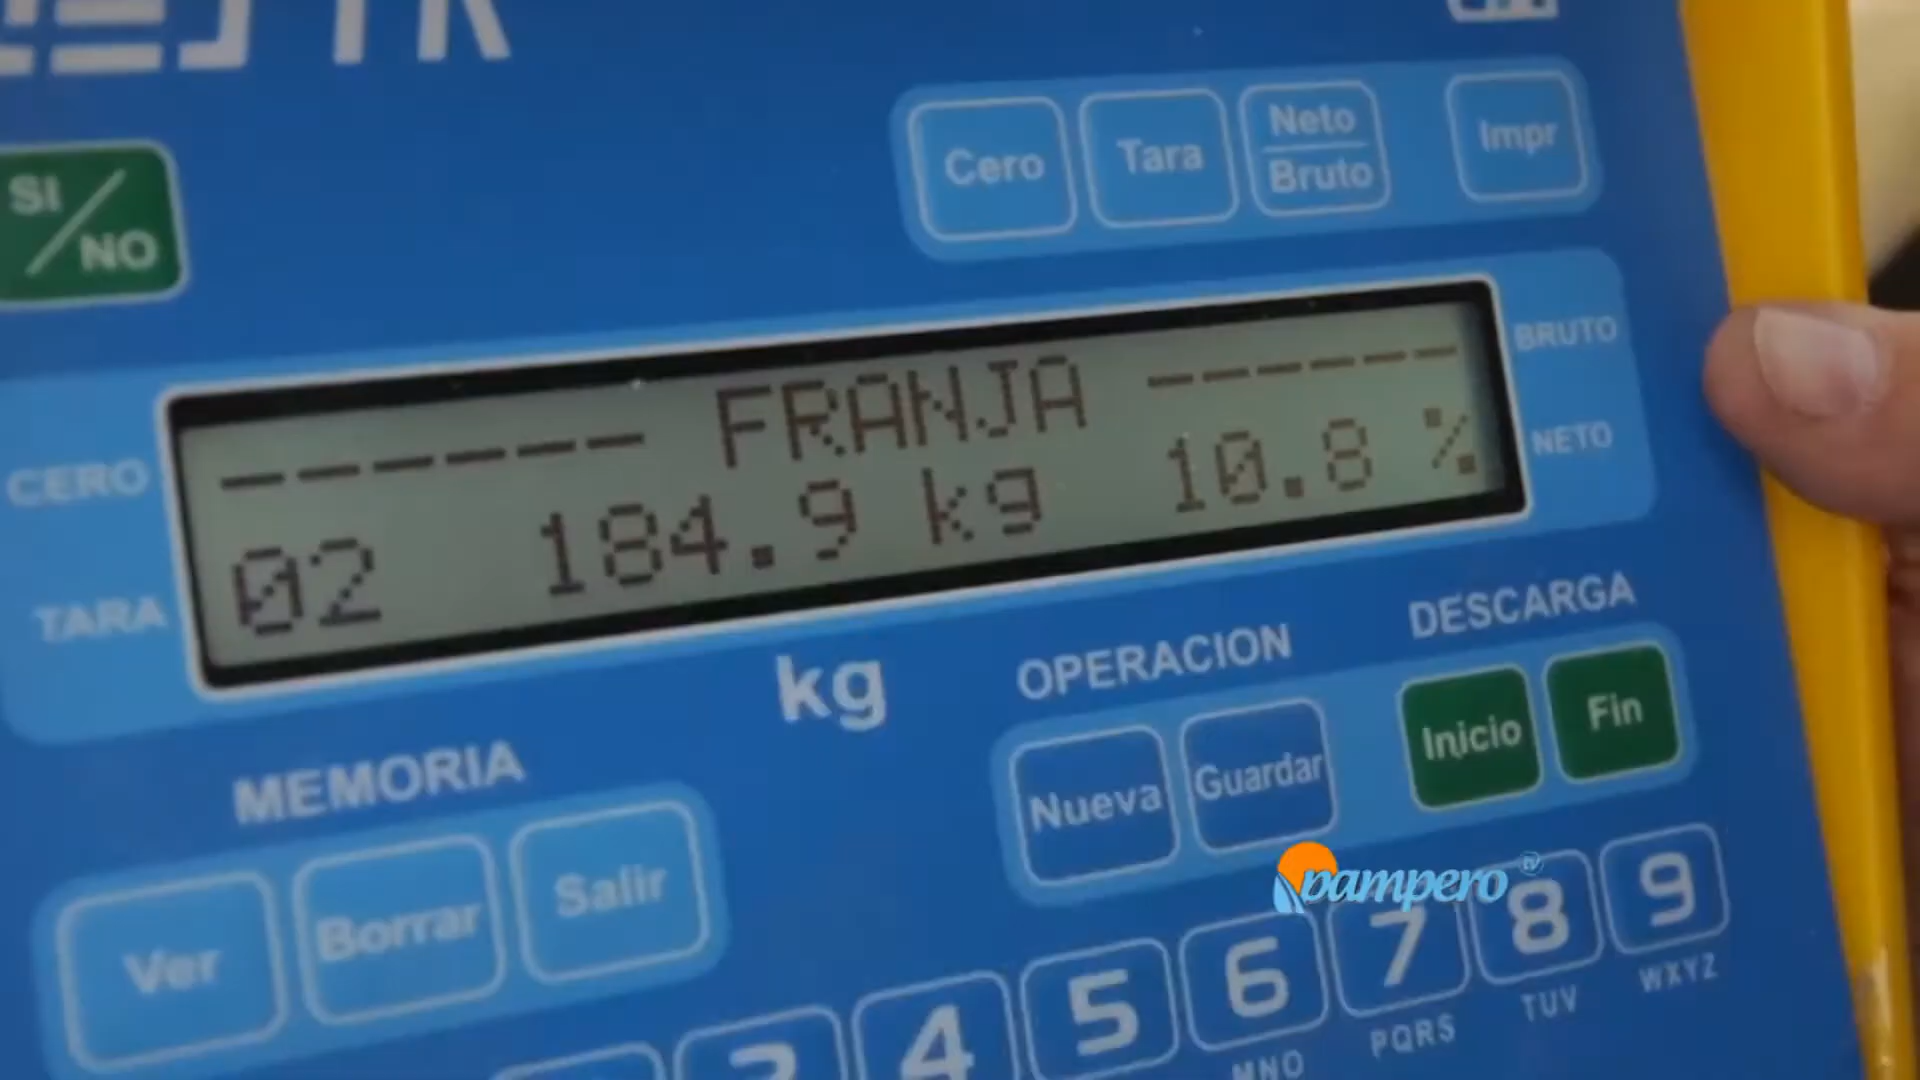 SI/NO
Cero
Tara
Neto
Bruto
Impr
BRUTO
NETO
CERO
TARA
------ FRANJA ------
02 184.9 kg 10.8 %
kg
OPERACION
Nueva
Guardar
DESCARGA
Inicio
Fin
MEMORIA
Ver
Borrar
Salir
pampero tv
4
5
6
7
8
9
MNO
PQRS
TUV
WXYZ